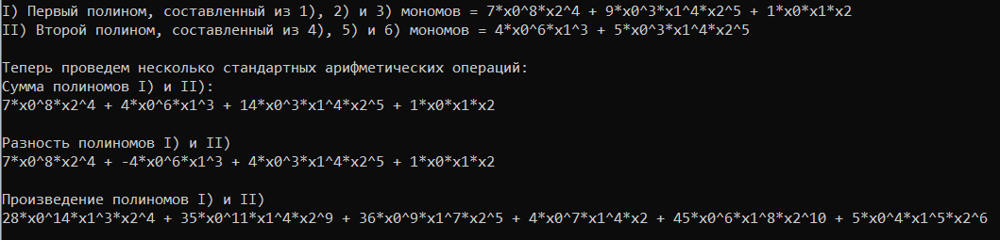 I) Первый полином, составленный из 1), 2) и 3) мономов = 7*x0^8*x2^4 + 9*x0^3*x1^4*x2^5 + 1*x0*x1*x2
II) Второй полином, составленный из 4), 5) и 6) мономов = 4*x0^6*x1^3 + 5*x0^3*x1^4*x2^5
Теперь проведем несколько стандартных арифметических операций:
Сумма полиномов I) и II):
7*x0^8*x2^4 + 4*x0^6*x1^3 + 14*x0^3*x1^4*x2^5 + 1*x0*x1*x2
Разность полиномов I) и II)
7*x0^8*x2^4 + -4*x0^6*x1^3 + 4*x0^3*x1^4*x2^5 + 1*x0*x1*x2
Произведение полиномов I) и II)
28*x0^14*x1^3*x2^4 + 35*x0^11*x1^4*x2^9 + 36*x0^9*x1^7*x2^5 + 4*x0^7*x1^4*x2 + 45*x0^6*x1^8*x2^10 + 5*x0^4*x1^5*x2^6